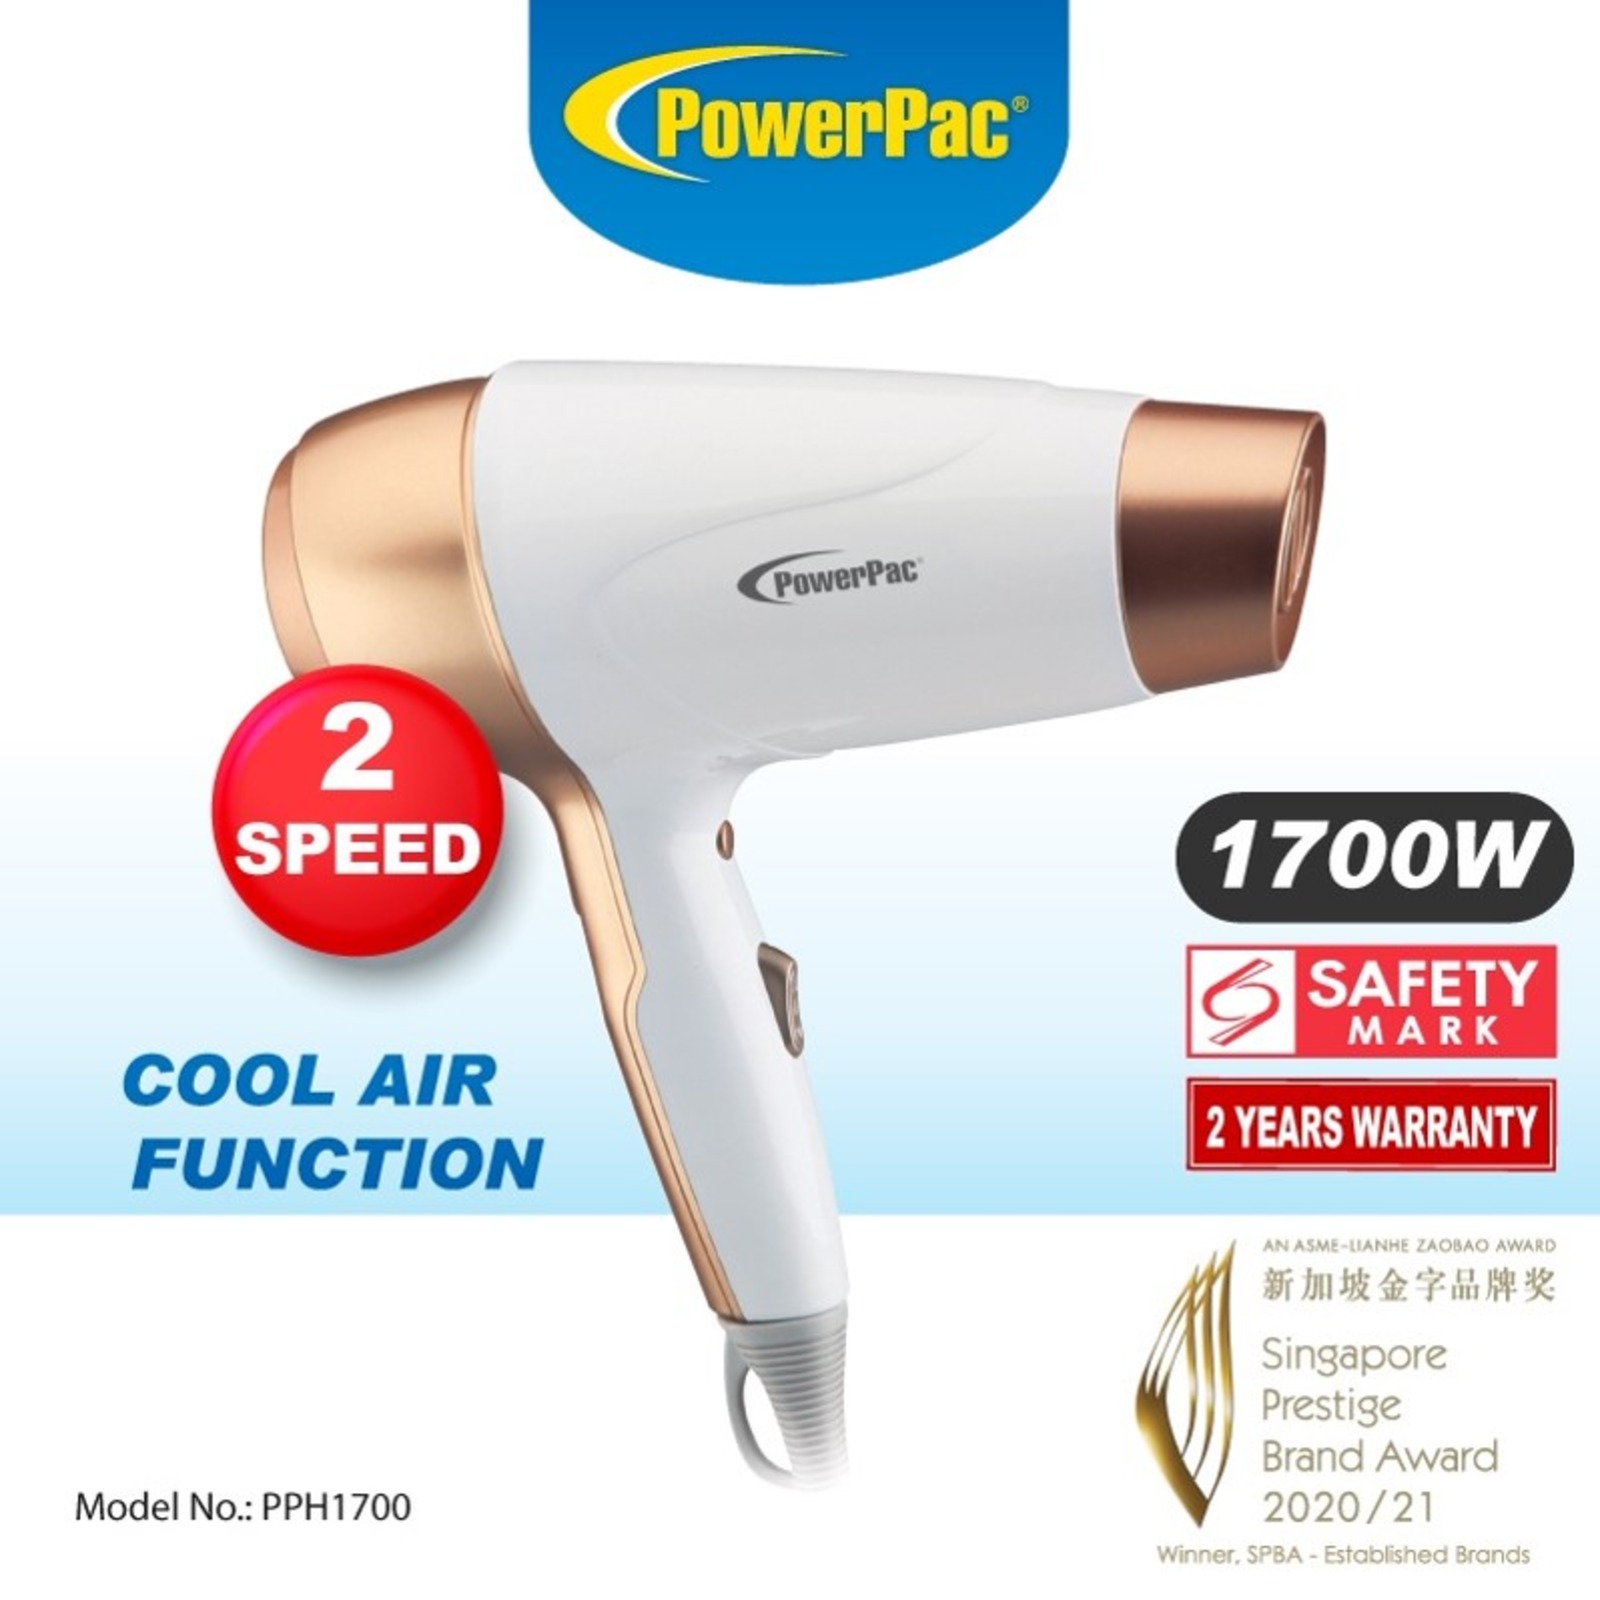 PowerPac®
PowerPac
2
SPEED
1700W
SAFETY
MARK
2 YEARS WARRANTY
COOL AIR
FUNCTION
AN ASME-LIANHE ZAOBAO AWARD
新加坡金字品牌奖
Singapore
Prestige
Brand Award
2020/21
Winner, SPBA - Established Brands
Model No.: PPH1700